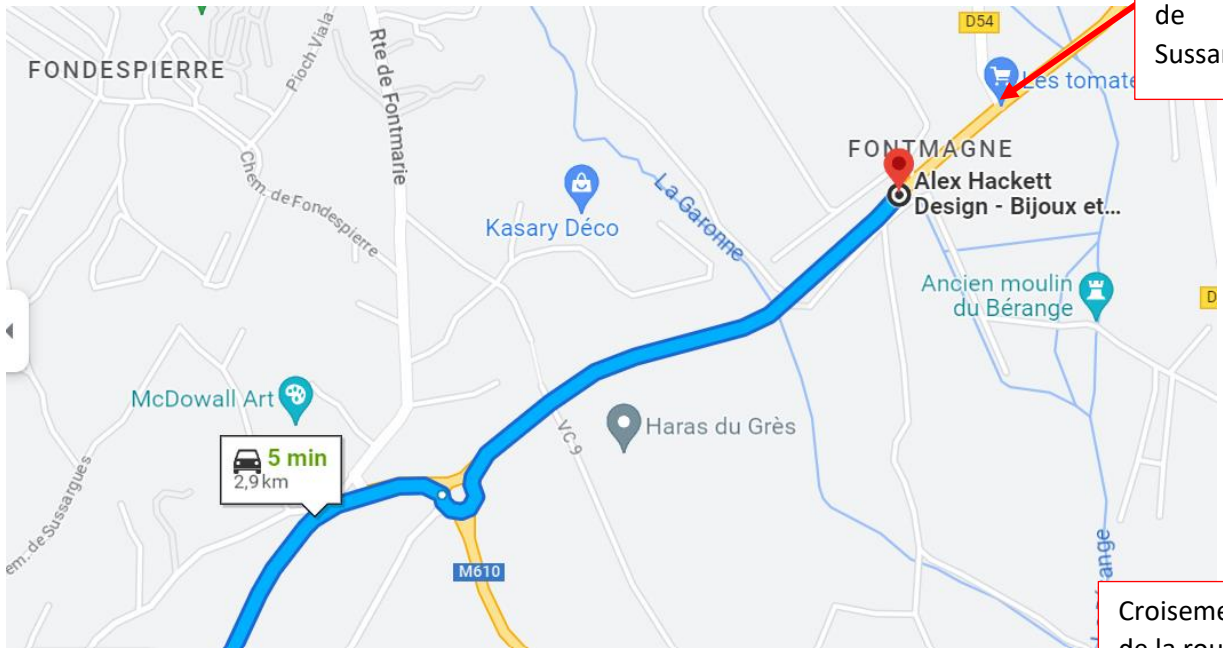 de
D54
Sussar
FONDESPIERRE
Pioch Viala
Rte de Fontmarie
Les tomate
FONTMAGNE
Chem. de Fondespierre
La Garonne
Alex Hackett
Design - Bijoux et...
Kasary Déco
Ancien moulin
du Bérange
D
McDowall Art
Haras du Grès
VC 9
5 min
2,9 km
em. de Sussargues
M610
ange
Croiseme
de la rou